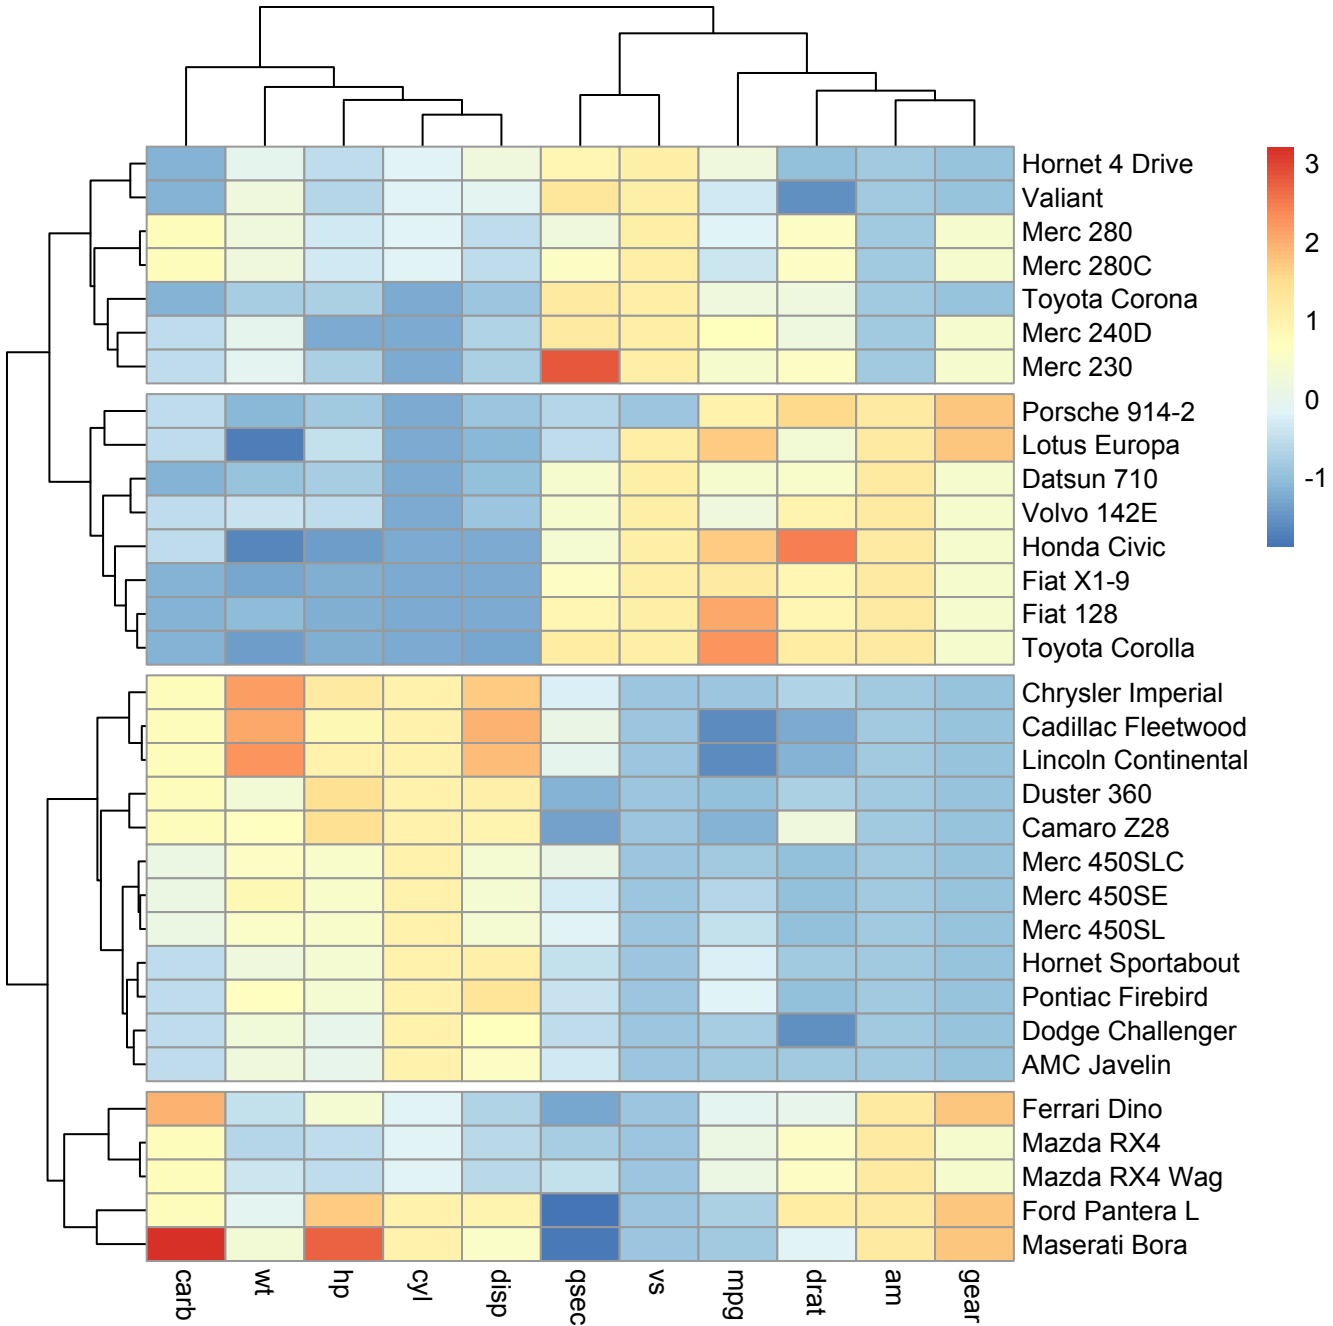 Hornet 4 Drive
Valiant
Merc 280
Merc 280C
Toyota Corona
Merc 240D
Merc 230
Porsche 914-2
Lotus Europa
Datsun 710
Volvo 142E
Honda Civic
Fiat X1-9
Fiat 128
Toyota Corolla
Chrysler Imperial
Cadillac Fleetwood
Lincoln Continental
Duster 360
Camaro Z28
Merc 450SLC
Merc 450SE
Merc 450SL
Hornet Sportabout
Pontiac Firebird
Dodge Challenger
AMC Javelin
Ferrari Dino
Mazda RX4
Mazda RX4 Wag
Ford Pantera L
Maserati Bora
carb
wt
hp
cyl
disp
qsec
vs
mpg
drat
am
gear
3
2
1
0
-1